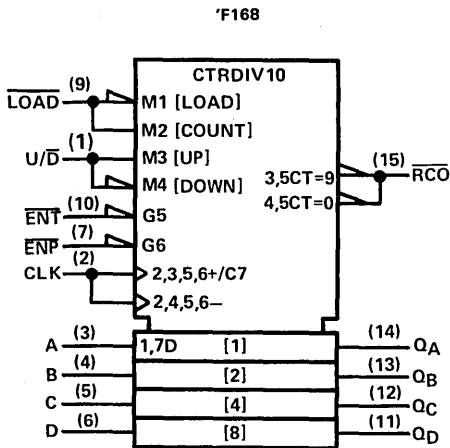 'F168
CTRDIV10
LOAD (9) M1 [LOAD]
M2 [COUNT]
U/D (1) M3 [UP]
M4 [DOWN]
3,5CT=9 (15) RCO
4,5CT=0
ENT (10) G5
ENP (7) G6
CLK (2) 2,3,5,6+/C7
2,4,5,6−
A (3) 1,7D [1] (14) QA
B (4) [2] (13) QB
C (5) [4] (12) QC
D (6) [8] (11) QD